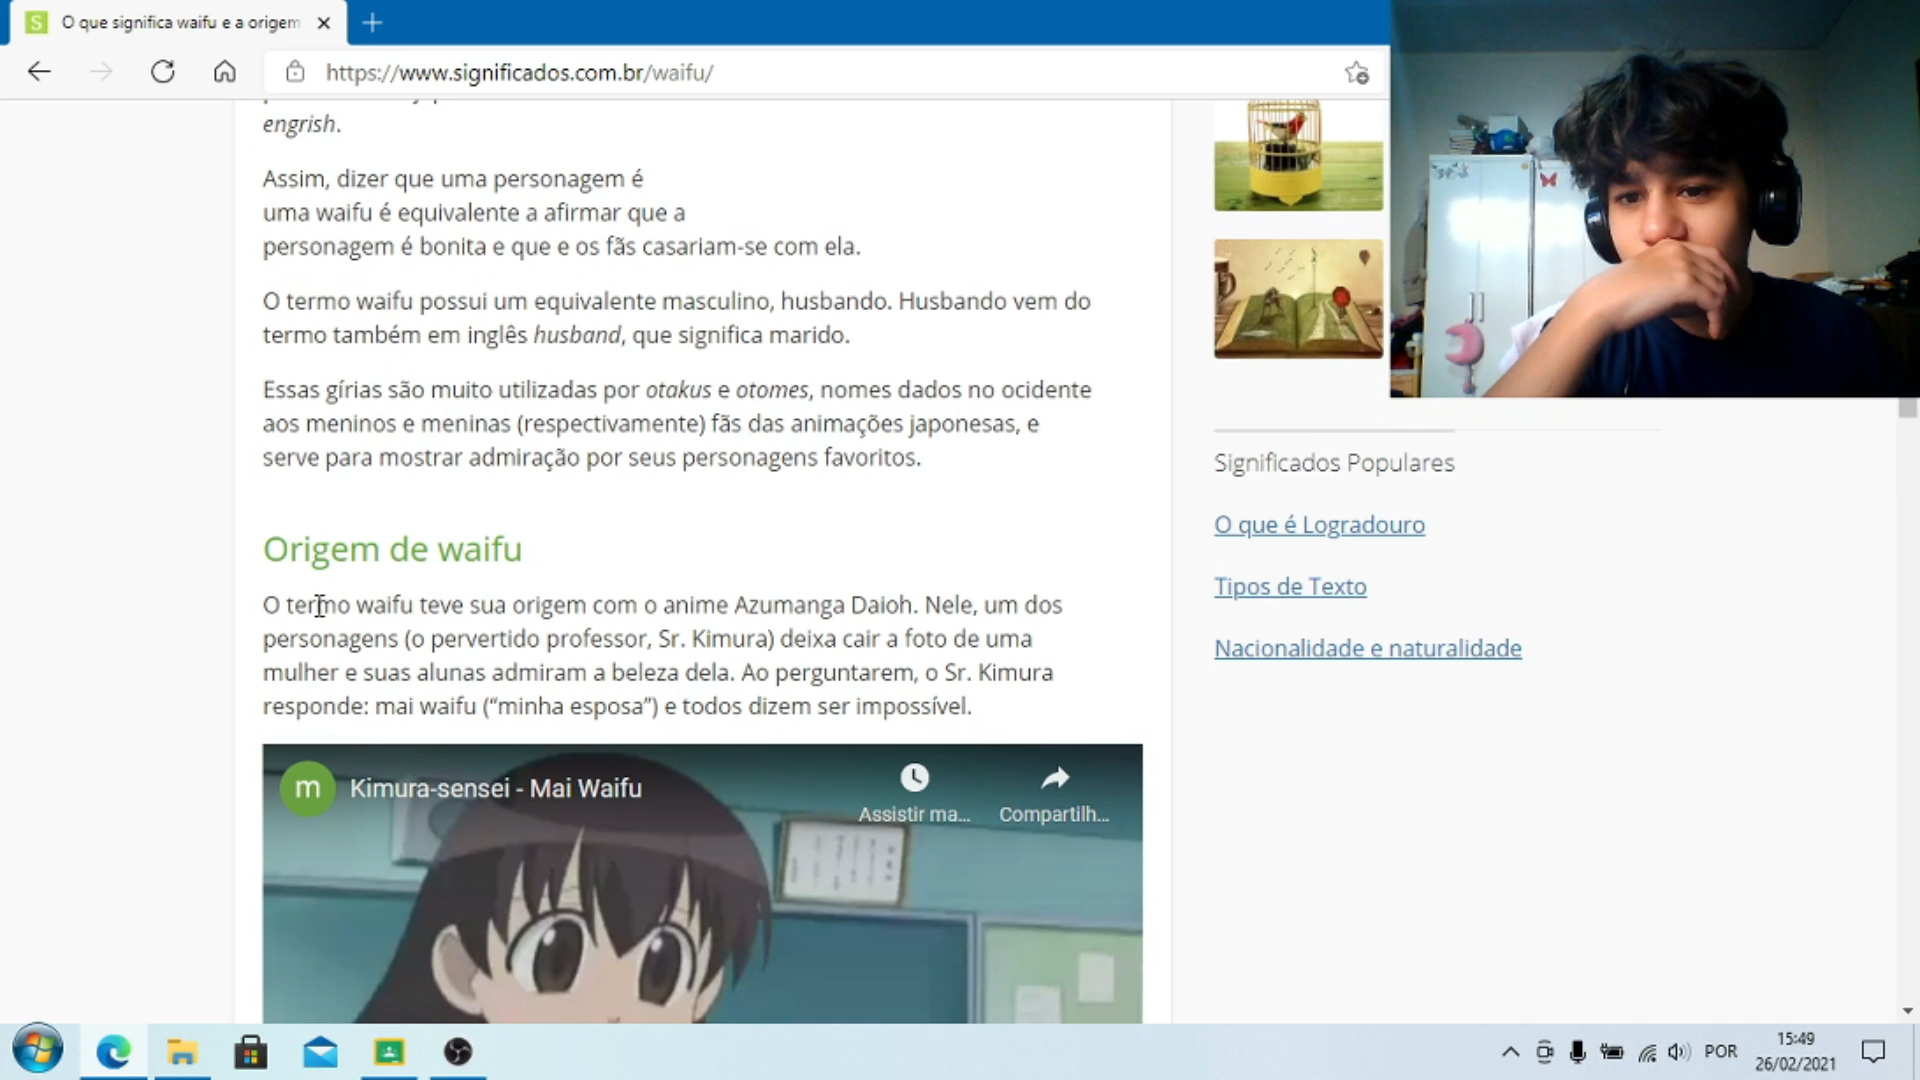 O que significa waifu e a origem
https://www.significados.com.br/waifu/
engrish.
Assim, dizer que uma personagem é
uma waifu é equivalente a afirmar que a
personagem é bonita e que e os fãs casariam-se com ela.
O termo waifu possui um equivalente masculino, husbando. Husbando vem do
termo também em inglês husband, que significa marido.
Essas gírias são muito utilizadas por otakus e otomes, nomes dados no ocidente
aos meninos e meninas (respectivamente) fãs das animações japonesas, e
serve para mostrar admiração por seus personagens favoritos.
Origem de waifu
O termo waifu teve sua origem com o anime Azumanga Daioh. Nele, um dos
personagens (o pervertido professor, Sr. Kimura) deixa cair a foto de uma
mulher e suas alunas admiram a beleza dela. Ao perguntarem, o Sr. Kimura
responde: mai waifu (“minha esposa”) e todos dizem ser impossível.
m
Kimura-sensei - Mai Waifu
Assistir ma...
Compartilh...
Significados Populares
O que é Logradouro
Tipos de Texto
Nacionalidade e naturalidade
POR
15:49
26/02/2021